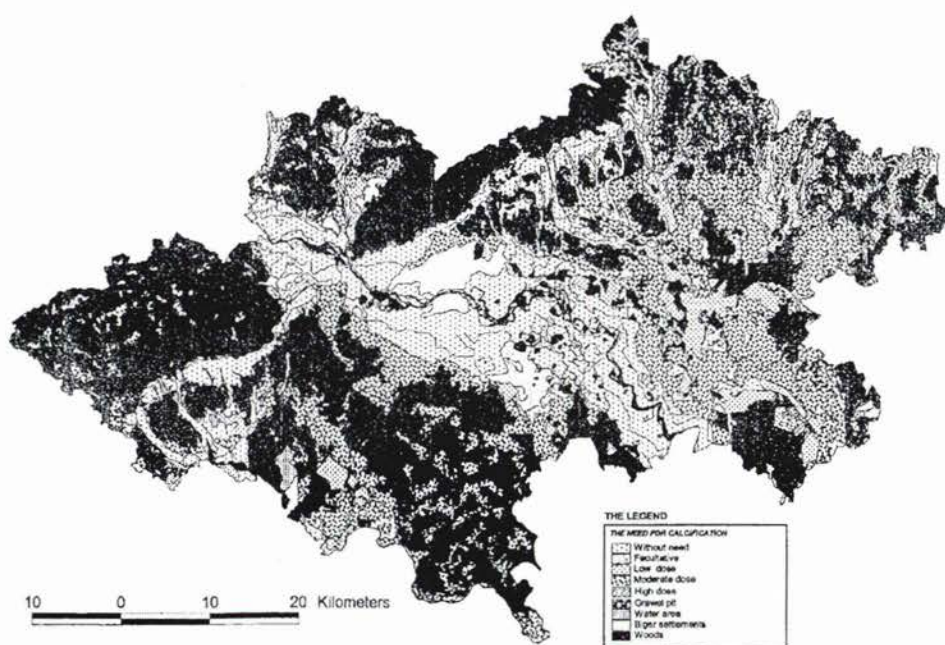 THE LEGEND
THE NEED FOR CALCIFICATION
Without need
Facultative
Low dose
Moderate dose
High dose
Gravel pit
Water area
Biger settlements
Woods
10 0 10 20 Kilometers